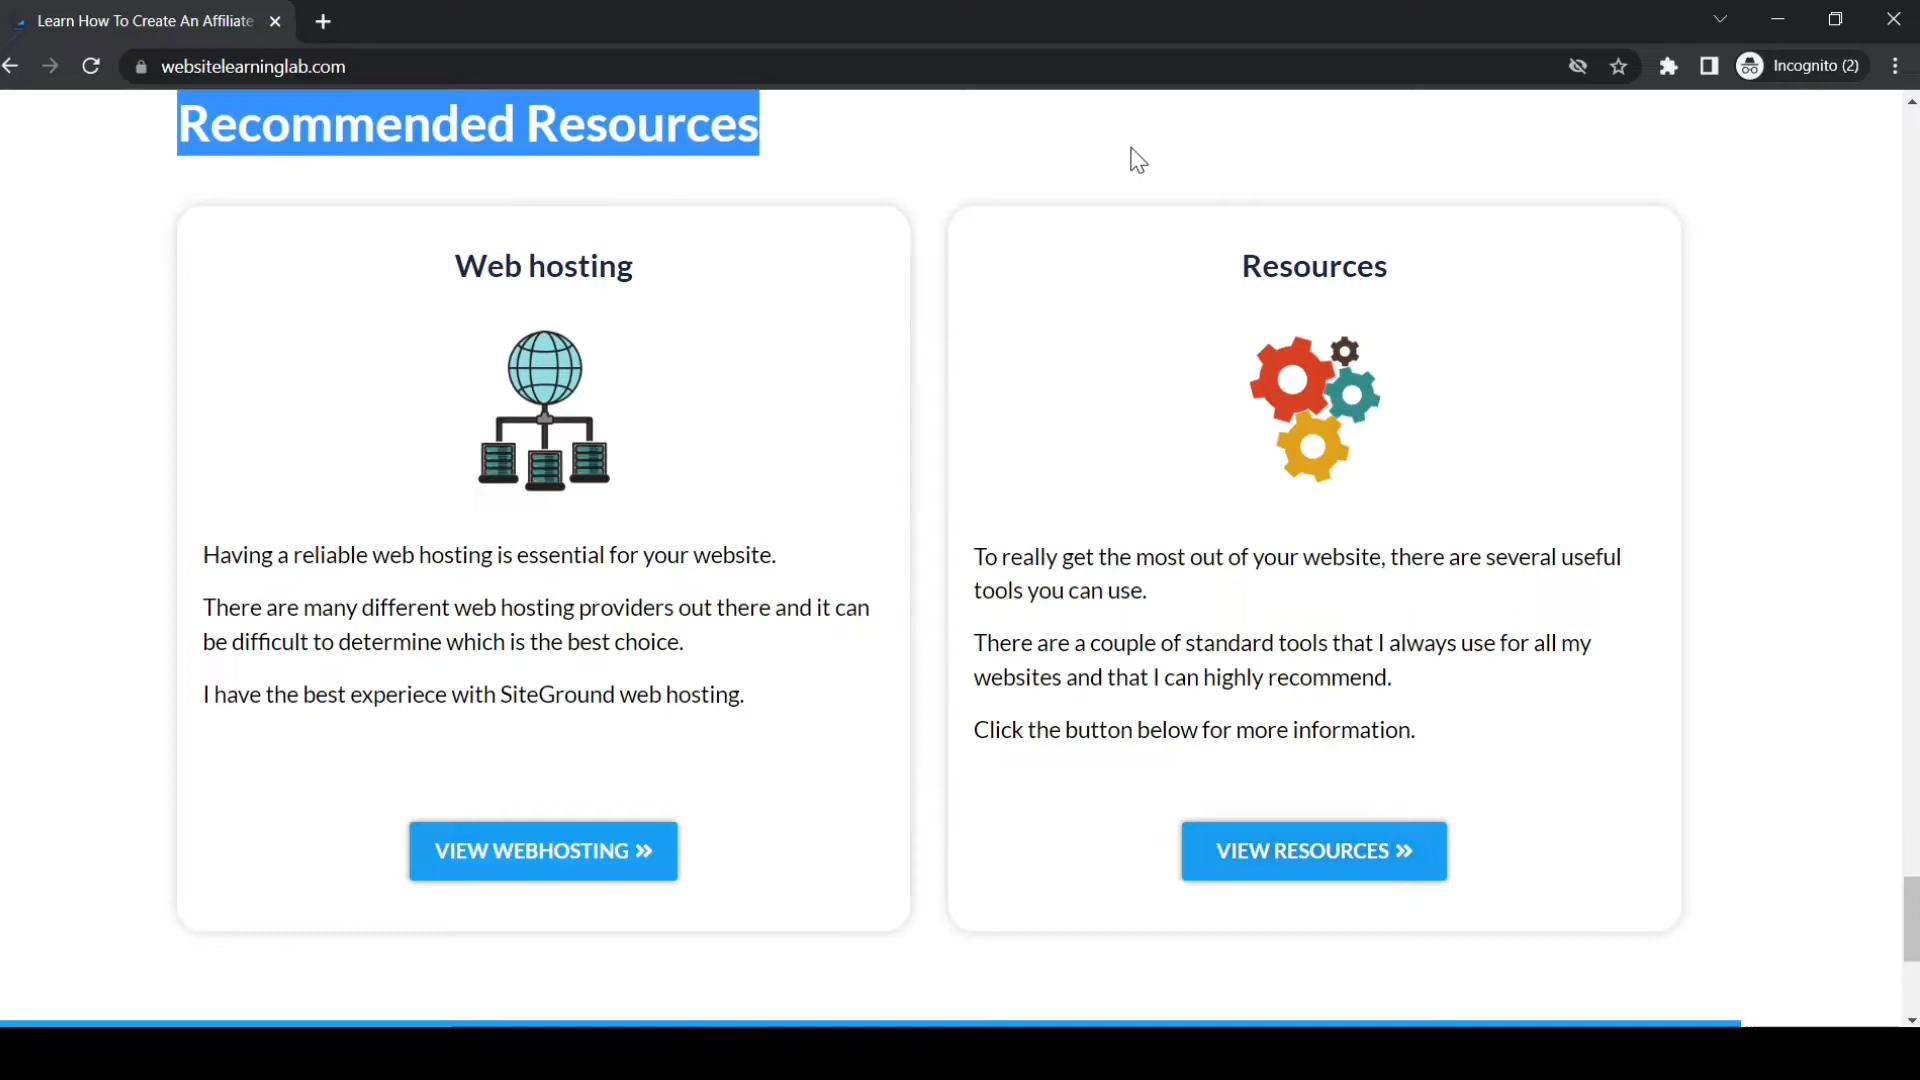 Learn How To Create An Affiliate
websitelearninglab.com
Incognito (2)
Recommended Resources
Web hosting
Having a reliable web hosting is essential for your website.
There are many different web hosting providers out there and it can
be difficult to determine which is the best choice.
I have the best experiece with SiteGround web hosting.
VIEW WEBHOSTING »
Resources
To really get the most out of your website, there are several useful
tools you can use.
There are a couple of standard tools that I always use for all my
websites and that I can highly recommend.
Click the button below for more information.
VIEW RESOURCES »